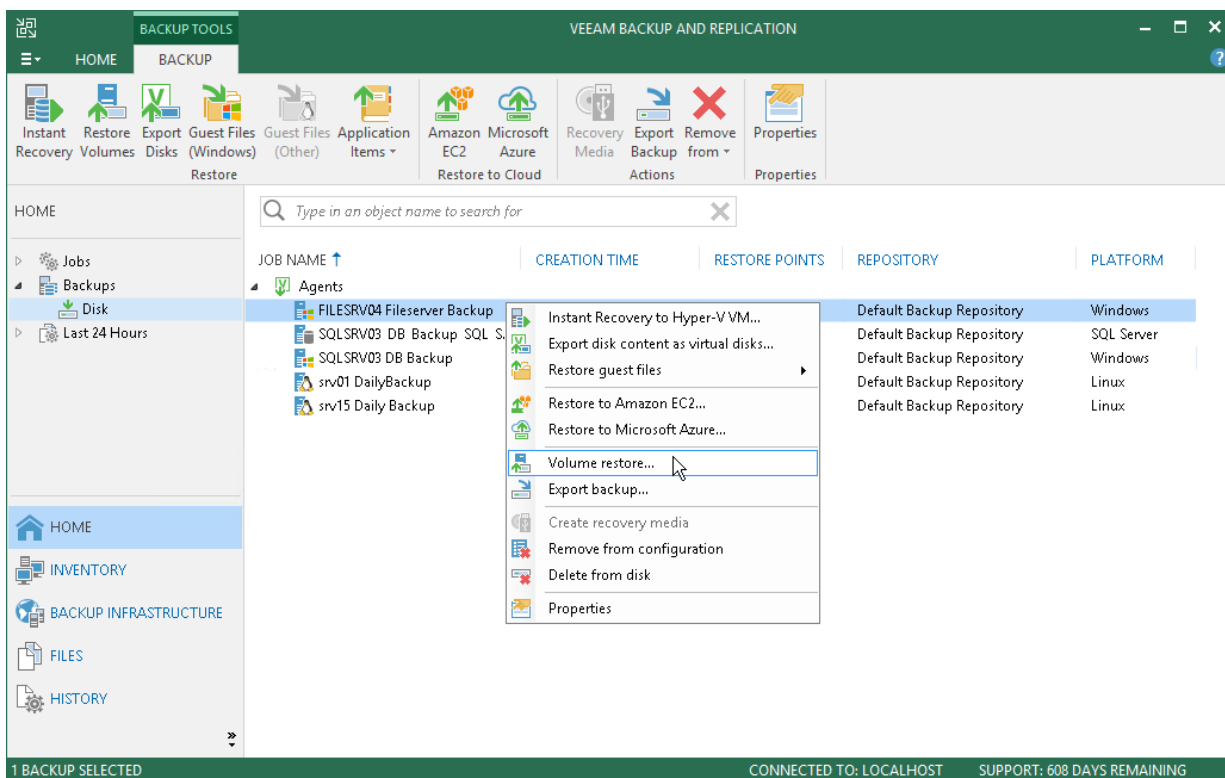 BACKUP TOOLS
VEEAM BACKUP AND REPLICATION
HOME BACKUP
Instant Recovery
Restore Volumes
Export Disks
Guest Files (Windows)
Guest Files (Other)
Application Items
Amazon EC2
Microsoft Azure
Recovery Media
Export Backup
Remove from
Properties
Restore
Restore to Cloud
Actions
Properties
HOME
Type in an object name to search for
Jobs
Backups
Disk
Last 24 Hours
JOB NAME CREATION TIME RESTORE POINTS REPOSITORY PLATFORM
Agents
FILESRV04 Fileserver Backup Default Backup Repository Windows
SQLSRV03 DB Backup SQL S. Default Backup Repository SQL Server
SQLSRV03 DB Backup Default Backup Repository Windows
srv01 DailyBackup Default Backup Repository Linux
srv15 Daily Backup Default Backup Repository Linux
Instant Recovery to Hyper-V VM...
Export disk content as virtual disks...
Restore guest files
Restore to Amazon EC2...
Restore to Microsoft Azure...
Volume restore...
Export backup...
Create recovery media
Remove from configuration
Delete from disk
Properties
HOME
INVENTORY
BACKUP INFRASTRUCTURE
FILES
HISTORY
1 BACKUP SELECTED
CONNECTED TO: LOCALHOST
SUPPORT: 608 DAYS REMAINING